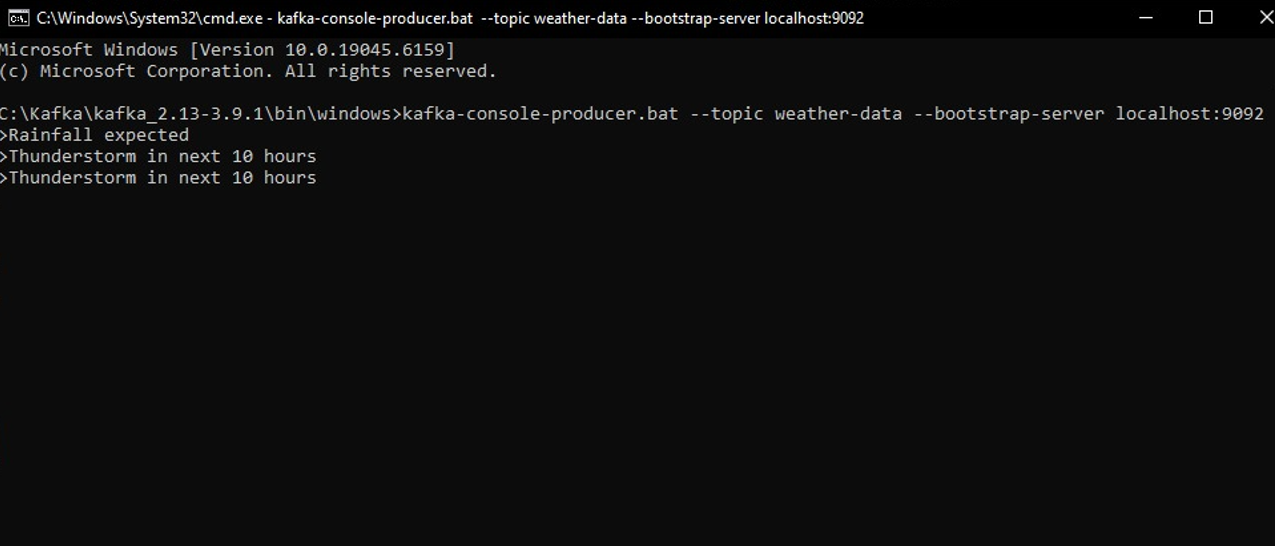 C:\Windows\System32\cmd.exe - kafka-console-producer.bat --topic weather-data --bootstrap-server localhost:9092
Microsoft Windows [Version 10.0.19045.6159]
(c) Microsoft Corporation. All rights reserved.
C:\Kafka\kafka_2.13-3.9.1\bin\windows>kafka-console-producer.bat --topic weather-data --bootstrap-server localhost:9092
>Rainfall expected
>Thunderstorm in next 10 hours
>Thunderstorm in next 10 hours